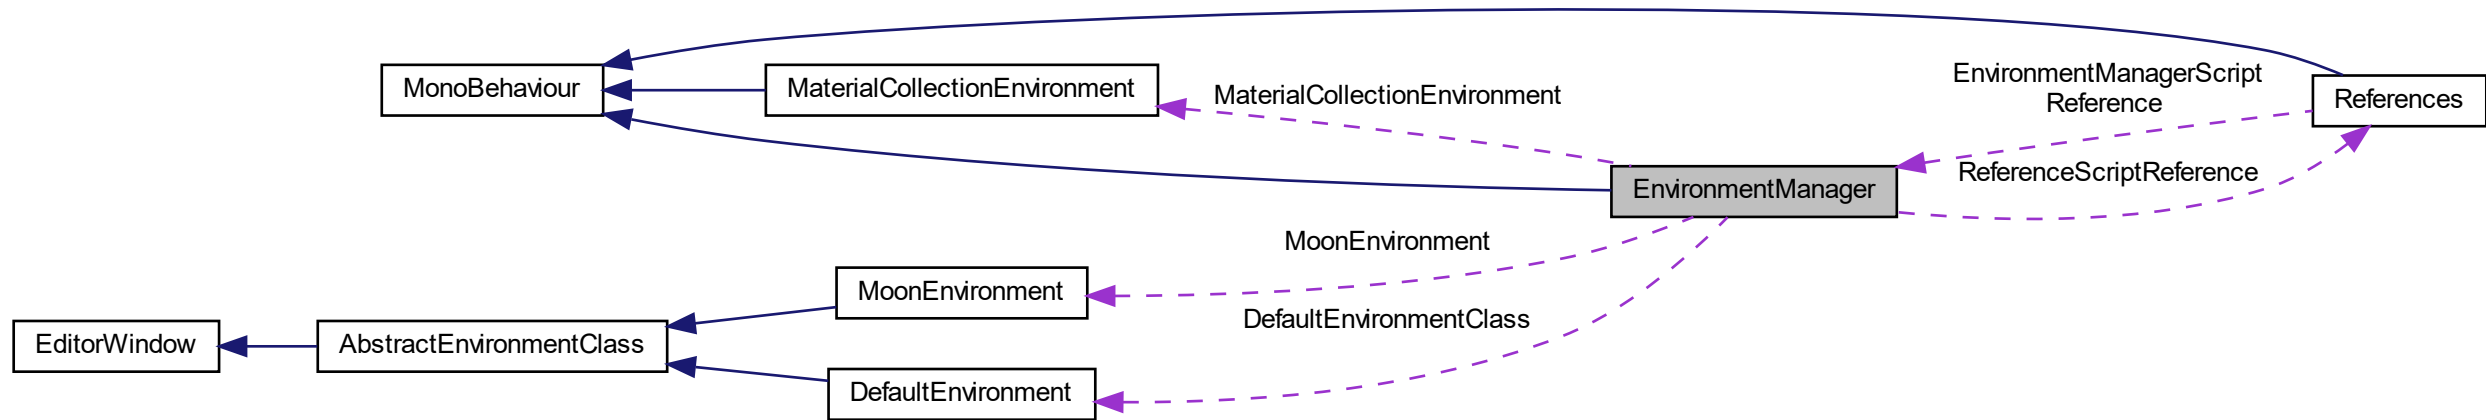 EnvironmentManagerScript
Reference
MonoBehaviour
MaterialCollectionEnvironment
MaterialCollectionEnvironment
References
ReferenceScriptReference
EnvironmentManager
MoonEnvironment
MoonEnvironment
DefaultEnvironmentClass
EditorWindow
AbstractEnvironmentClass
DefaultEnvironment